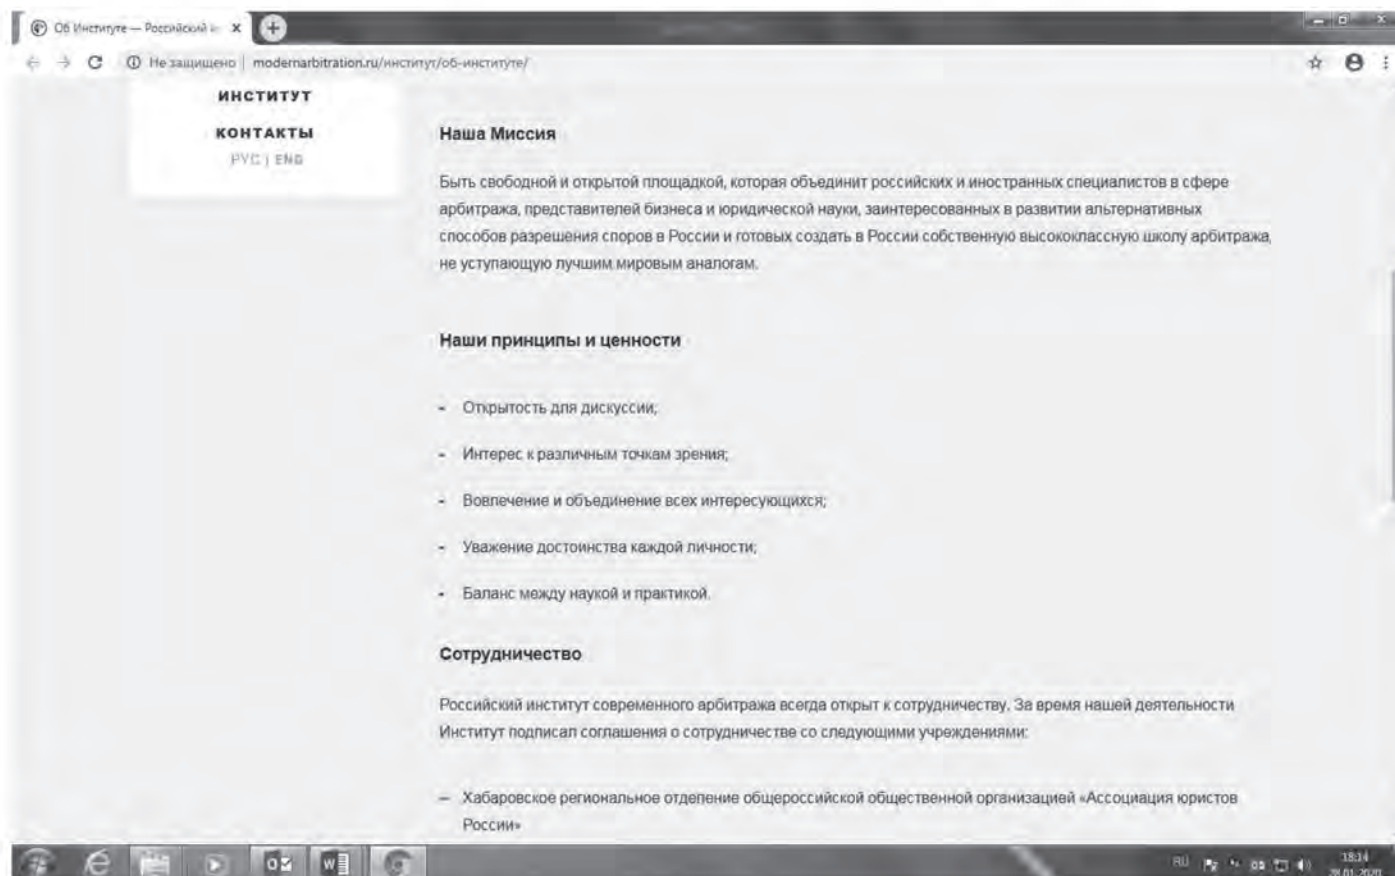 Об Институте — Российский и
Не защищено | modernarbitration.ru/институт/об-институте/
ИНСТИТУТ
КОНТАКТЫ
РУС | ENG
Наша Миссия
Быть свободной и открытой площадкой, которая объединит российских и иностранных специалистов в сфере
арбитража, представителей бизнеса и юридической науки, заинтересованных в развитии альтернативных
способов разрешения споров в России и готовых создать в России собственную высококлассную школу арбитража,
не уступающую лучшим мировым аналогам.
Наши принципы и ценности
- Открытость для дискуссии;
- Интерес к различным точкам зрения;
- Вовлечение и объединение всех интересующихся;
- Уважение достоинства каждой личности;
- Баланс между наукой и практикой.
Сотрудничество
Российский институт современного арбитража всегда открыт к сотрудничеству. За время нашей деятельности
Институт подписал соглашения о сотрудничестве со следующими учреждениями:
– Хабаровское региональное отделение общероссийской общественной организацией «Ассоциация юристов
России»
RU
18:14
28.01.2020